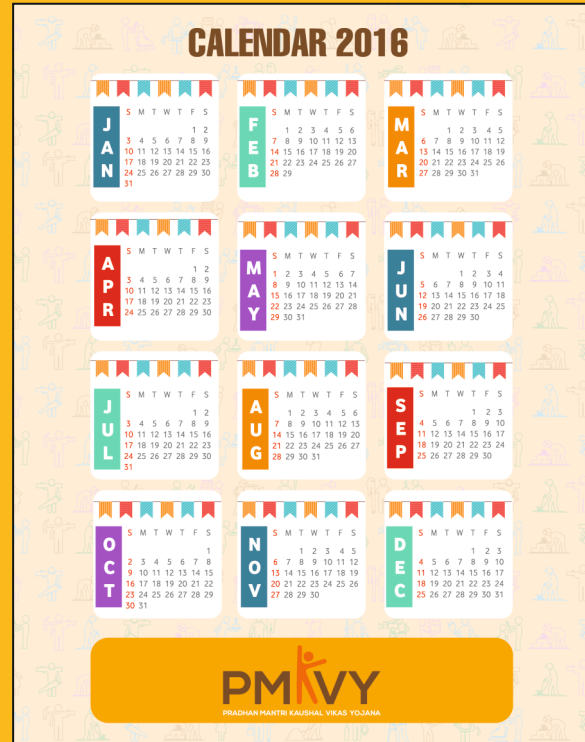 CALENDAR 2016
JAN
S M T W T F S
1 2
3 4 5 6 7 8 9
10 11 12 13 14 15 16
17 18 19 20 21 22 23
24 25 26 27 28 29 30
31
FEB
S M T W T F S
1 2 3 4 5 6
7 8 9 10 11 12 13
14 15 16 17 18 19 20
21 22 23 24 25 26 27
28 29
MAR
S M T W T F S
1 2 3 4 5
6 7 8 9 10 11 12
13 14 15 16 17 18 19
20 21 22 23 24 25 26
27 28 29 30 31
APR
S M T W T F S
1 2
3 4 5 6 7 8 9
10 11 12 13 14 15 16
17 18 19 20 21 22 23
24 25 26 27 28 29 30
MAY
S M T W T F S
1 2 3 4 5 6 7
8 9 10 11 12 13 14
15 16 17 18 19 20 21
22 23 24 25 26 27 28
29 30 31
JUN
S M T W T F S
1 2 3 4
5 6 7 8 9 10 11
12 13 14 15 16 17 18
19 20 21 22 23 24 25
26 27 28 29 30
JUL
S M T W T F S
1 2
3 4 5 6 7 8 9
10 11 12 13 14 15 16
17 18 19 20 21 22 23
24 25 26 27 28 29 30
31
AUG
S M T W T F S
1 2 3 4 5 6
7 8 9 10 11 12 13
14 15 16 17 18 19 20
21 22 23 24 25 26 27
28 29 30 31
SEP
S M T W T F S
1 2 3
4 5 6 7 8 9 10
11 12 13 14 15 16 17
18 19 20 21 22 23 24
25 26 27 28 29 30
OCT
S M T W T F S
1
2 3 4 5 6 7 8
9 10 11 12 13 14 15
16 17 18 19 20 21 22
23 24 25 26 27 28 29
30 31
NOV
S M T W T F S
1 2 3 4 5
6 7 8 9 10 11 12
13 14 15 16 17 18 19
20 21 22 23 24 25 26
27 28 29 30
DEC
S M T W T F S
1 2 3
4 5 6 7 8 9 10
11 12 13 14 15 16 17
18 19 20 21 22 23 24
25 26 27 28 29 30 31
PMKVY
PRADHAN MANTRI KAUSHAL VIKAS YOJANA